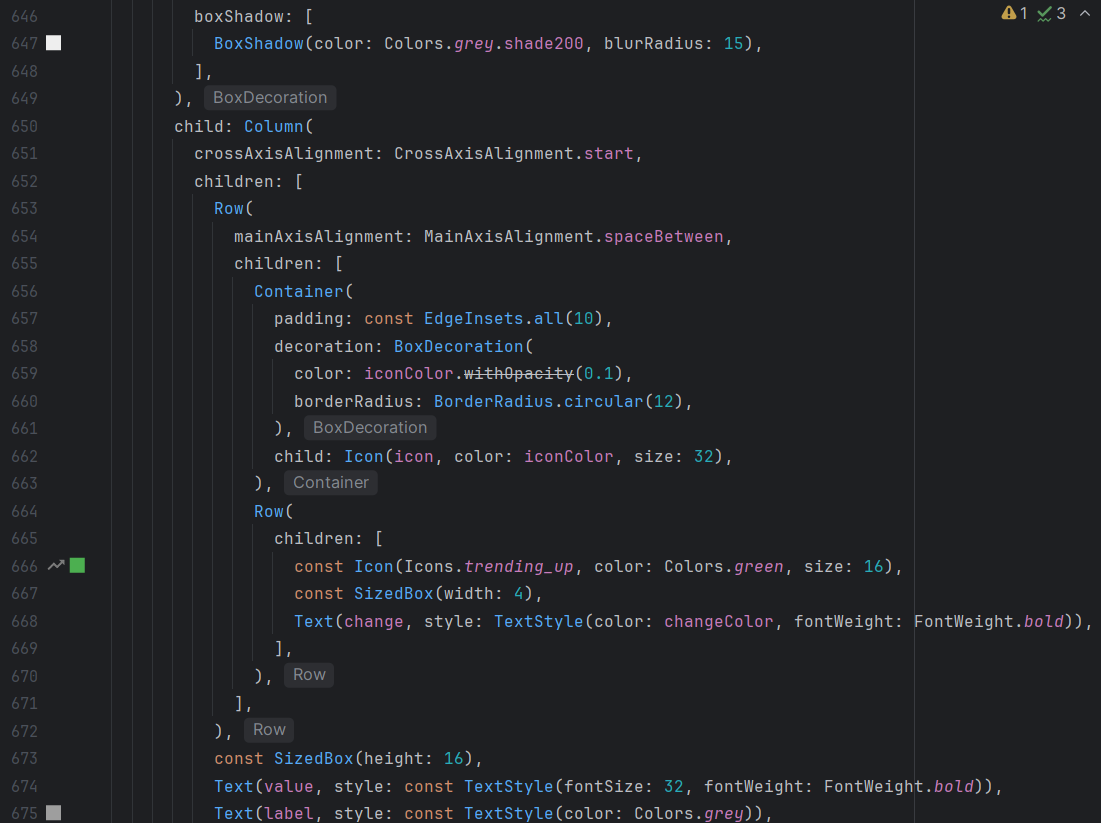 1 3
646 boxShadow: [
647 BoxShadow(color: Colors.grey.shade200, blurRadius: 15),
648 ],
649 ), BoxDecoration
650 child: Column(
651 crossAxisAlignment: CrossAxisAlignment.start,
652 children: [
653 Row(
654 mainAxisAlignment: MainAxisAlignment.spaceBetween,
655 children: [
656 Container(
657 padding: const EdgeInsets.all(10),
658 decoration: BoxDecoration(
659 color: iconColor.withOpacity(0.1),
660 borderRadius: BorderRadius.circular(12),
661 ), BoxDecoration
662 child: Icon(icon, color: iconColor, size: 32),
663 ), Container
664 Row(
665 children: [
666 const Icon(Icons.trending_up, color: Colors.green, size: 16),
667 const SizedBox(width: 4),
668 Text(change, style: TextStyle(color: changeColor, fontWeight: FontWeight.bold)),
669 ],
670 ), Row
671 ],
672 ), Row
673 const SizedBox(height: 16),
674 Text(value, style: const TextStyle(fontSize: 32, fontWeight: FontWeight.bold)),
675 Text(label, style: const TextStyle(color: Colors.grey)),